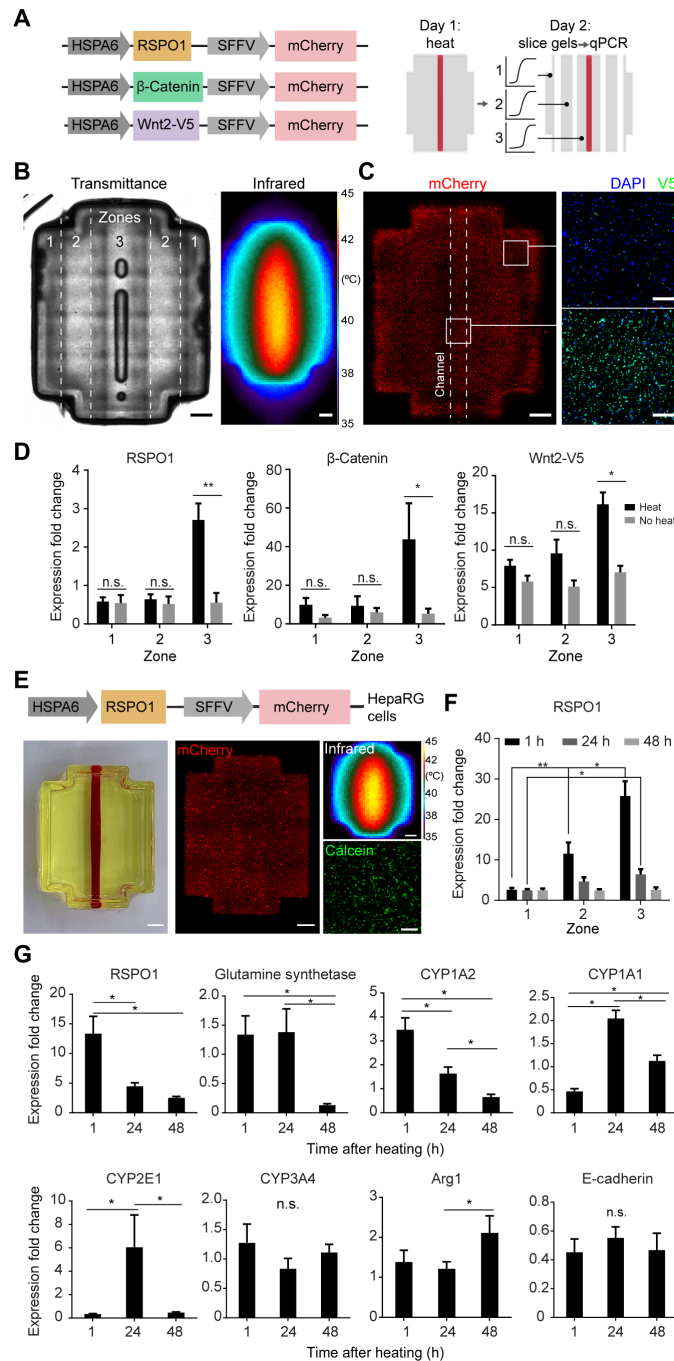 A
HSPA6 RSPO1 SFFV mCherry
HSPA6 β-Catenin SFFV mCherry
HSPA6 Wnt2-V5 SFFV mCherry
Day 1:
heat
Day 2:
slice gels→qPCR
1
2
3
B
Transmittance
Zones
1 2 3 2 1
Infrared
45
42
(ºC)
40
38
35
C
mCherry
Channel
DAPI V5
D
RSPO1
Expression fold change
4
3
2
1
0
**
n.s. n.s.
1 2 3
Zone
β-Catenin
Expression fold change
80
60
40
20
0
*
n.s. n.s.
1 2 3
Zone
Wnt2-V5
Expression fold change
20
15
10
5
0
*
n.s. n.s.
1 2 3
Zone
Heat
No heat
E
HSPA6 RSPO1 SFFV mCherry HepaRG
cells
mCherry
Infrared
45
42
(ºC)
40
38
35
Calcein
F
RSPO1
1 h 24 h 48 h
Expression fold change
40
30
20
10
0
** *
*
1 2 3
Zone
G
RSPO1
Expression fold change
20
15
10
5
0
*
*
1 24 48
Glutamine synthetase
2.0
1.5
1.0
0.5
0
*
*
1 24 48
CYP1A2
5
4
3
2
1
0
*
*
*
1 24 48
CYP1A1
2.5
2.0
1.5
1.0
0.5
0
*
*
*
1 24 48
Time after heating (h)
Time after heating (h)
CYP2E1
Expression fold change
10
8
6
4
2
0
* *
1 24 48
CYP3A4
2.0
1.5
1.0
0.5
0
n.s.
1 24 48
Arg1
3
2
1
0
*
1 24 48
E-cadherin
0.8
0.6
0.4
0.2
0
n.s.
1 24 48
Time after heating (h)
Time after heating (h)